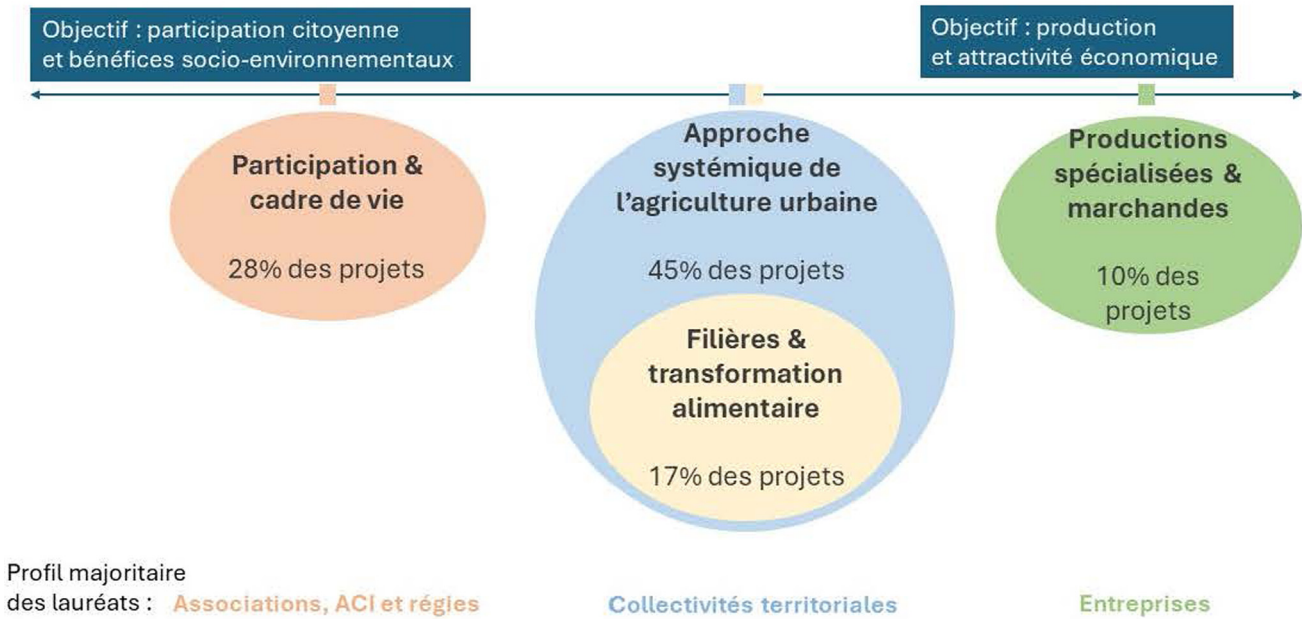 Objectif : participation citoyenne
et bénéfices socio-environnementaux
Objectif : production
et attractivité économique
Participation &
cadre de vie
28% des projets
Approche
systémique de
l'agriculture urbaine
45% des projets
Filières &
transformation
alimentaire
17% des projets
Productions
spécialisées &
marchandes
10% des
projets
Profil majoritaire
des lauréats :
Associations, ACI et régies
Collectivités territoriales
Entreprises